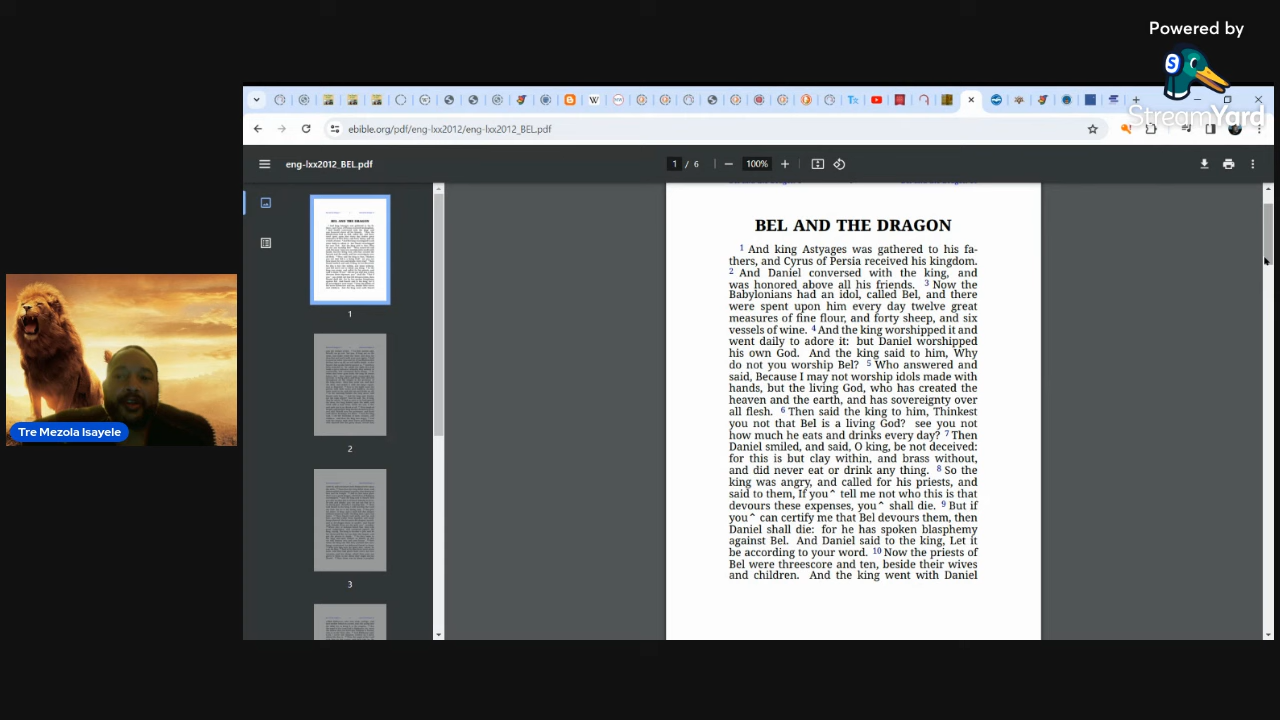 Powered by
StreamYard
ebible.org/pdf/eng-lxx2012/eng-lxx2012_BEL.pdf
eng-lxx2012_BEL.pdf
1 / 6
100%
BEL AND THE DRAGON
1 And king Astyages was gathered to his fa-
thers, and Cyrus of Persia received his kingdom.
2 And Daniel conversed with the king, and
was honored above all his friends. 3 Now the
Babylonians had an idol, called Bel, and there
were spent upon him every day twelve great
measures of fine flour, and forty sheep, and six
vessels of wine. 4 And the king worshipped it and
went daily to adore it: but Daniel worshipped
his own God. And the king said to him, Why
do not you worship Bel? 5 Who answered and
said, Because I may not worship idols made with
hands, but the living God, who has created the
heaven and the earth, and has sovereignty over
all flesh. 6 Then said the king to him, Thinkest
you not that Bel is a living God? see you not
how much he eats and drinks every day? 7 Then
Daniel smiled, and said, O king, be not deceived:
for this is but clay within, and brass without,
and did never eat or drink any thing. 8 So the
king was angry, and called for his priests, and
said to them, If you^ tell me not who this is that
devours these expenses, you^ shall die. 9 But if
you^ can certify me that Bel devours them, then
Daniel shall die: for he has spoken blasphemy
against Bel. And Daniel said to the king, Let it
be according to your word. 10 Now the priests of
Bel were threescore and ten, beside their wives
and children. And the king went with Daniel
1
2
3
Tre Mezola Isayele